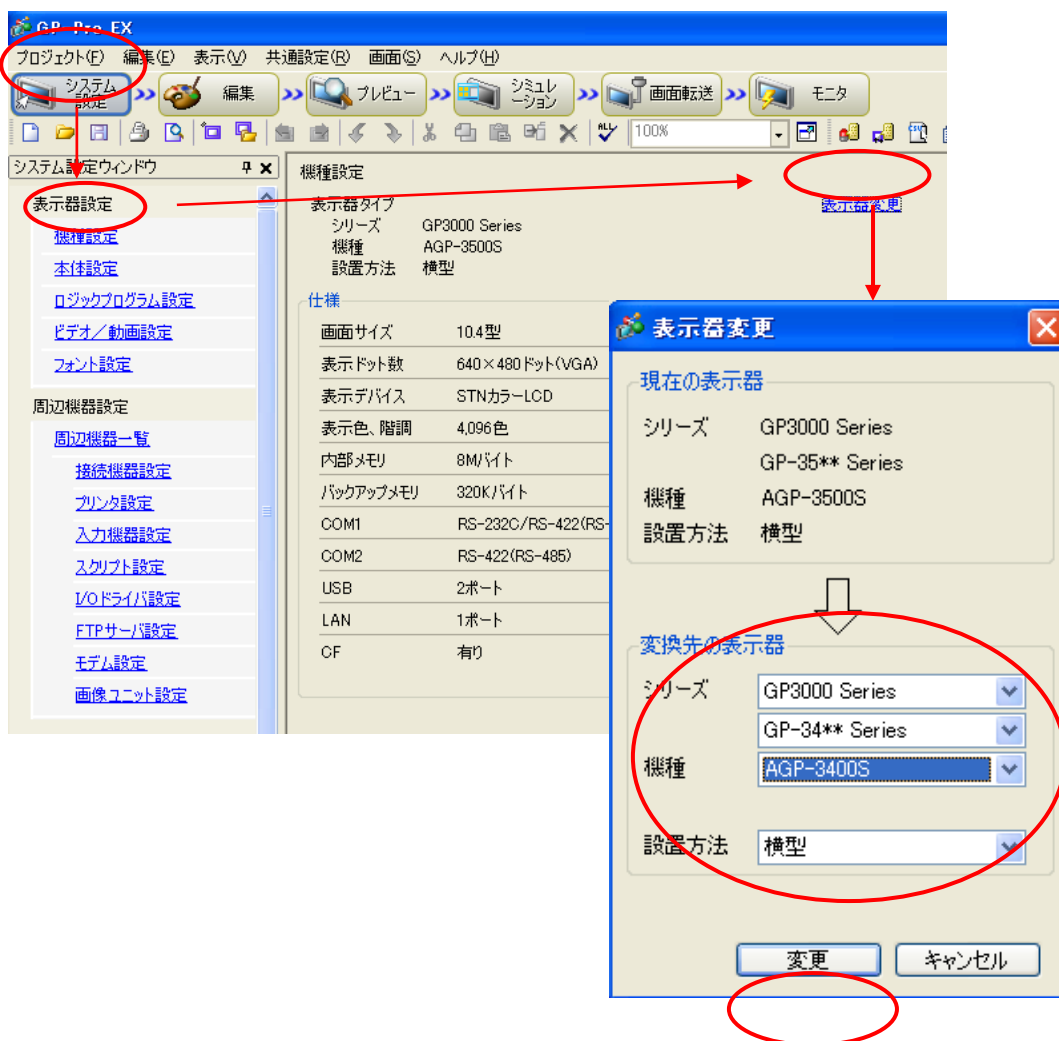 GP-Pro EX
プロジェクト(F) 編集(E) 表示(V) 共通設定(R) 画面(S) ヘルプ(H)
システム設定 編集 プレビュー シミュレーション 画面転送 モニタ
100%
システム設定ウィンドウ
表示器設定
機種設定
本体設定
ロジックプログラム設定
ビデオ／動画設定
フォント設定
周辺機器設定
周辺機器一覧
接続機器設定
プリンタ設定
入力機器設定
スクリプト設定
I/Oドライバ設定
FTPサーバ設定
モデム設定
画像ユニット設定
機種設定
表示器タイプ
表示器変更
シリーズ GP3000 Series
機種 AGP-3500S
設置方法 横型
仕様
画面サイズ 10.4型
表示ドット数 640×480ドット(VGA)
表示デバイス STNカラーLCD
表示色、階調 4,096色
内部メモリ 8Mバイト
バックアップメモリ 320Kバイト
COM1 RS-232C/RS-422(RS-
COM2 RS-422(RS-485)
USB 2ポート
LAN 1ポート
CF 有り
表示器変更
現在の表示器
シリーズ GP3000 Series
GP-35** Series
機種 AGP-3500S
設置方法 横型
変換先の表示器
シリーズ GP3000 Series
GP-34** Series
機種 AGP-3400S
設置方法 横型
変更 キャンセル